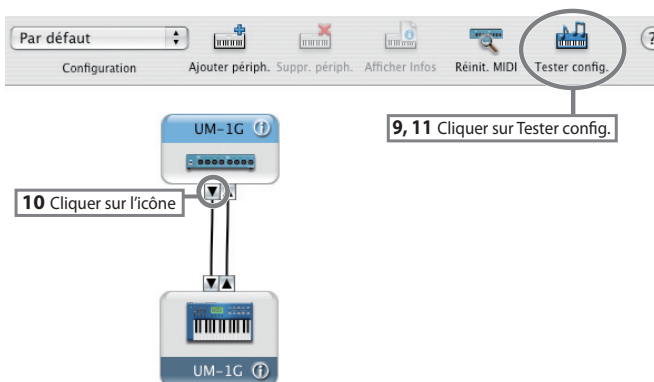 Par défaut
Configuration
Ajouter périph. Suppr. périph. Afficher Infos Réinit. MIDI Tester config.
?
UM-1G
9, 11 Cliquer sur Tester config.
10 Cliquer sur l'icône
UM-1G